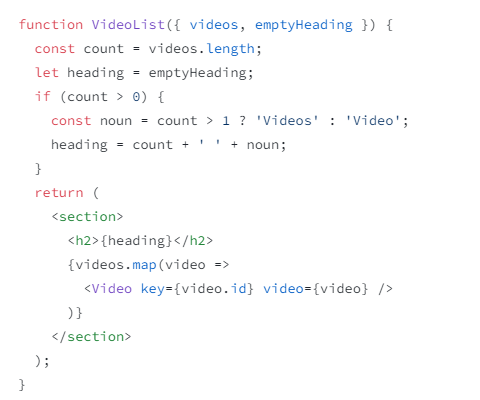 function VideoList({ videos, emptyHeading }) {
  const count = videos.length;
  let heading = emptyHeading;
  if (count > 0) {
    const noun = count > 1 ? 'Videos' : 'Video';
    heading = count + ' ' + noun;
  }
  return (
    <section>
      <h2>{heading}</h2>
      {videos.map(video =>
        <Video key={video.id} video={video} />
      )}
    </section>
  );
}